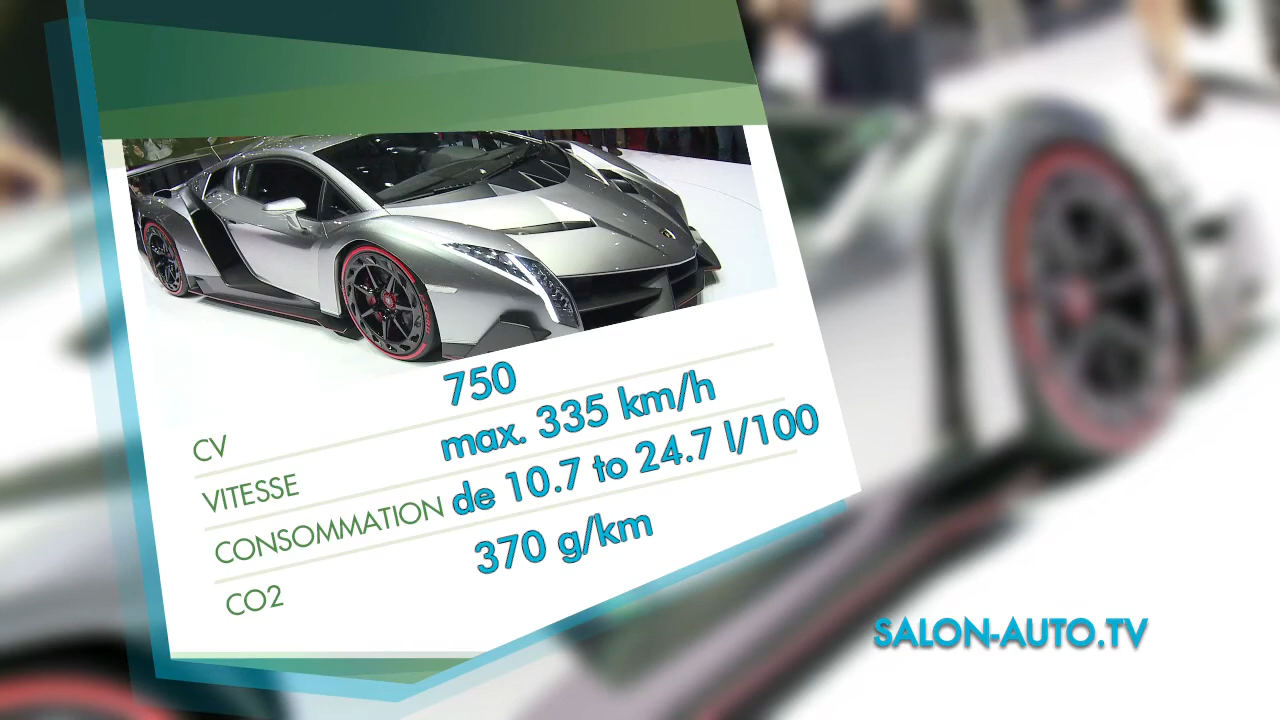 CV 750
VITESSE max. 335 km/h
CONSOMMATION de 10.7 to 24.7 l/100
CO2 370 g/km
SALON-AUTO.TV